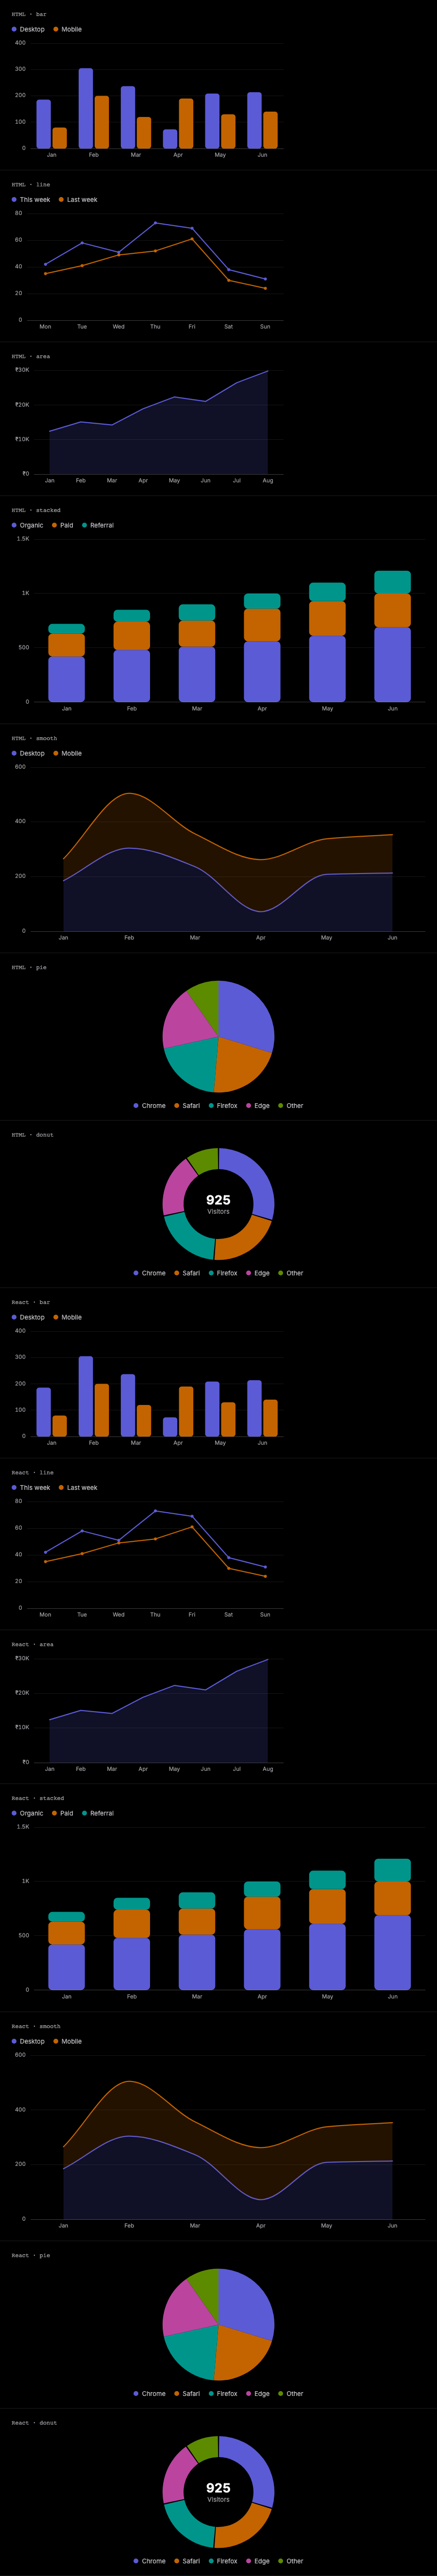 HTML · bar
Desktop Mobile
400
300
200
100
0
Jan Feb Mar Apr May Jun
HTML · line
This week Last week
80
60
40
20
0
Mon Tue Wed Thu Fri Sat Sun
HTML · area
₹30K
₹20K
₹10K
₹0
Jan Feb Mar Apr May Jun Jul Aug
HTML · stacked
Organic Paid Referral
1.5K
1K
500
0
Jan Feb Mar Apr May Jun
HTML · smooth
Desktop Mobile
600
400
200
0
Jan Feb Mar Apr May Jun
HTML · pie
Chrome Safari Firefox Edge Other
HTML · donut
925
Visitors
Chrome Safari Firefox Edge Other
React · bar
Desktop Mobile
400
300
200
100
0
Jan Feb Mar Apr May Jun
React · line
This week Last week
80
60
40
20
0
Mon Tue Wed Thu Fri Sat Sun
React · area
₹30K
₹20K
₹10K
₹0
Jan Feb Mar Apr May Jun Jul Aug
React · stacked
Organic Paid Referral
1.5K
1K
500
0
Jan Feb Mar Apr May Jun
React · smooth
Desktop Mobile
600
400
200
0
Jan Feb Mar Apr May Jun
React · pie
Chrome Safari Firefox Edge Other
React · donut
925
Visitors
Chrome Safari Firefox Edge Other